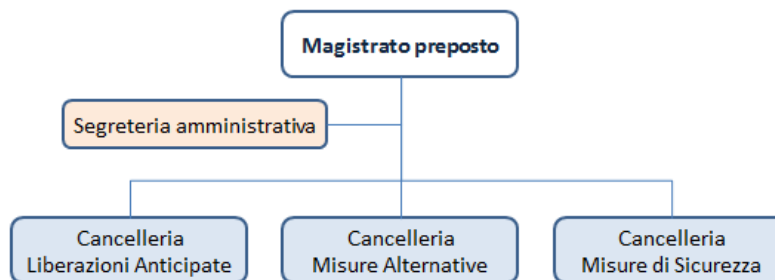 Magistrato preposto
Segreteria amministrativa
Cancelleria
Liberazioni Anticipate
Cancelleria
Misure Alternative
Cancelleria
Misure di Sicurezza